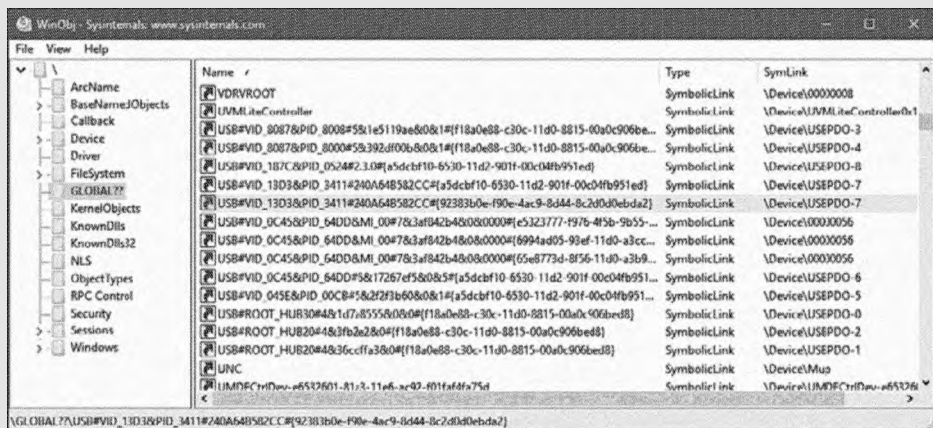 WinObj - Sysinternals: www.sysinternals.com
File View Help
\
ArcName
BaseNamedObjects
Callback
Device
Driver
FileSystem
GLOBAL??
KernelObjects
KnownDlls
KnownDlls32
NLS
ObjectTypes
RPC Control
Security
Sessions
Windows
Name Type SymLink
VDRVROOT SymbolicLink \Device\00000008
UVMLiteController SymbolicLink \Device\UVMLiteController0x1
USB#VID_8087&PID_8008#5&1e5119ae&0&1#{f18a0e88-c30c-11d0-8815-00a0c906be... SymbolicLink \Device\USBPDO-3
USB#VID_8087&PID_8000#5&392df00b&0&1#{f18a0e88-c30c-11d0-8815-00a0c906be... SymbolicLink \Device\USBPDO-4
USB#VID_187C&PID_0524#2.3.0#{a5dcbf10-6530-11d2-901f-00c04fb951ed} SymbolicLink \Device\USBPDO-8
USB#VID_13D3&PID_3411#240A64B582CC#{a5dcbf10-6530-11d2-901f-00c04fb951ed} SymbolicLink \Device\USBPDO-7
USB#VID_13D3&PID_3411#240A64B582CC#{92383b0e-f90e-4ac9-8d44-8c2d0d0ebda2} SymbolicLink \Device\USBPDO-7
USB#VID_0C45&PID_64DD&MI_00#7&3af842b4&0&0000#{e5323777-f976-4f5b-9b55-... SymbolicLink \Device\00000056
USB#VID_0C45&PID_64DD&MI_00#7&3af842b4&0&0000#{6994ad05-93ef-11d0-a3cc... SymbolicLink \Device\00000056
USB#VID_0C45&PID_64DD&MI_00#7&3af842b4&0&0000#{65e8773d-8f56-11d0-a3b9... SymbolicLink \Device\00000056
USB#VID_0C45&PID_64DD#5&17267ef5&0&5#{a5dcbf10-6530-11d2-901f-00c04fb951... SymbolicLink \Device\USBPDO-6
USB#VID_045E&PID_00CB#5&2f2f3b60&0&1#{a5dcbf10-6530-11d2-901f-00c04fb951... SymbolicLink \Device\USBPDO-5
USB#ROOT_HUB30#4&1d7a8555&0&0#{f18a0e88-c30c-11d0-8815-00a0c906bed8} SymbolicLink \Device\USBPDO-0
USB#ROOT_HUB20#4&3fb2e2&0#{f18a0e88-c30c-11d0-8815-00a0c906bed8} SymbolicLink \Device\USBPDO-2
USB#ROOT_HUB20#4&36ccffa3&0#{f18a0e88-c30c-11d0-8815-00a0c906bed8} SymbolicLink \Device\USBPDO-1
UNC SymbolicLink \Device\Mup
UMDFCtrlDev-e6532601-81c3-11e6-ac92-f01faf4fa75d SymbolicLink \Device\UMDFCtrlDev-e65326
\GLOBAL??\USB#VID_13D3&PID_3411#240A64B582CC#{92383b0e-f90e-4ac9-8d44-8c2d0d0ebda2}